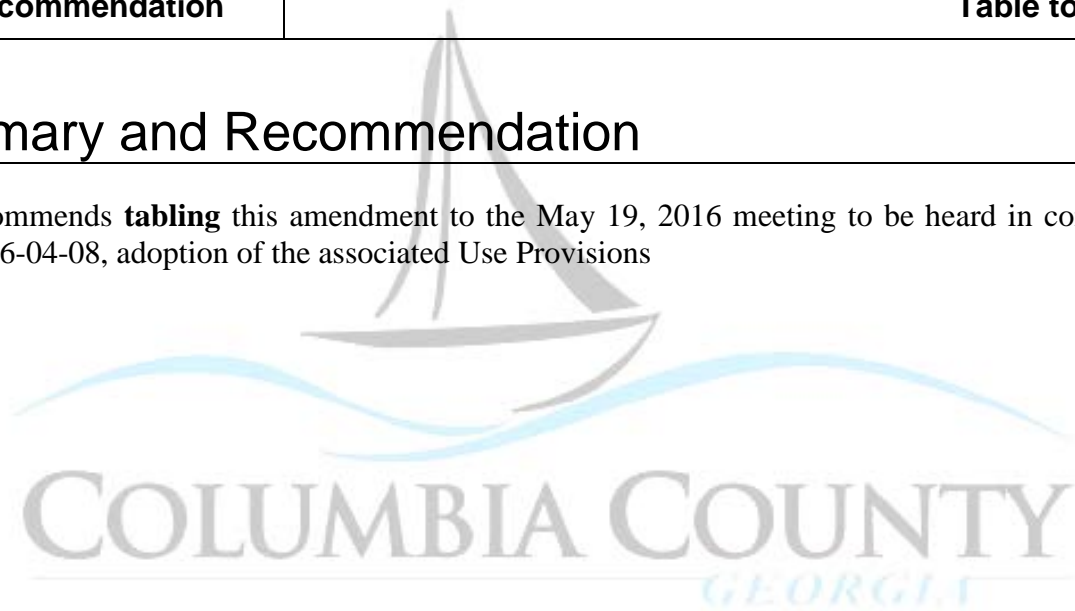 commendation Table to
mary and Recommendation
ommends tabling this amendment to the May 19, 2016 meeting to be heard in co
6-04-08, adoption of the associated Use Provisions
COLUMBIA COUNTY
GEORGIA